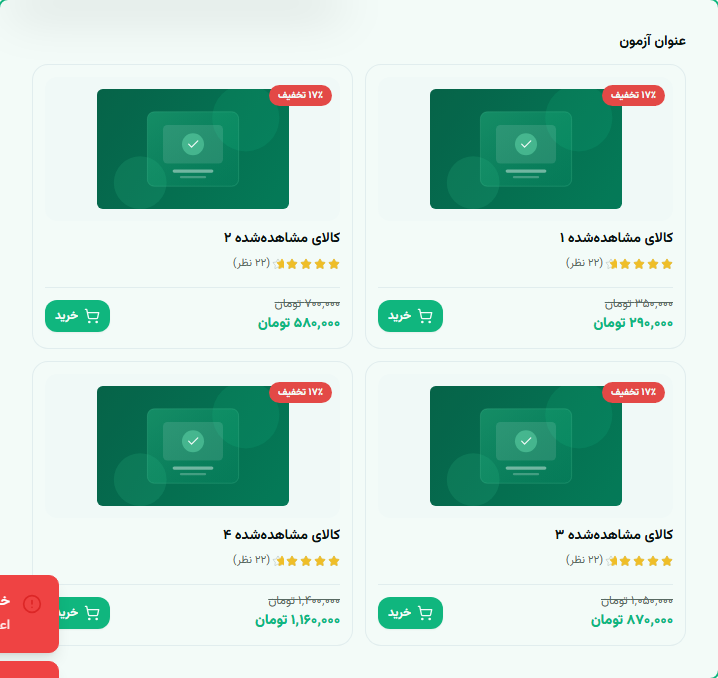 عنوان آزمون
۱۷٪ تخفیف
کالای مشاهده‌شده ۱
(۲۲ نظر)
۳۵۰,۰۰۰ تومان
۲۹۰,۰۰۰ تومان
خرید
۱۷٪ تخفیف
کالای مشاهده‌شده ۲
(۲۲ نظر)
۷۰۰,۰۰۰ تومان
۵۸۰,۰۰۰ تومان
خرید
۱۷٪ تخفیف
کالای مشاهده‌شده ۳
(۲۲ نظر)
۱,۰۵۰,۰۰۰ تومان
۸۷۰,۰۰۰ تومان
خرید
۱۷٪ تخفیف
کالای مشاهده‌شده ۴
(۲۲ نظر)
۱,۴۰۰,۰۰۰ تومان
۱,۱۶۰,۰۰۰ تومان
خرید